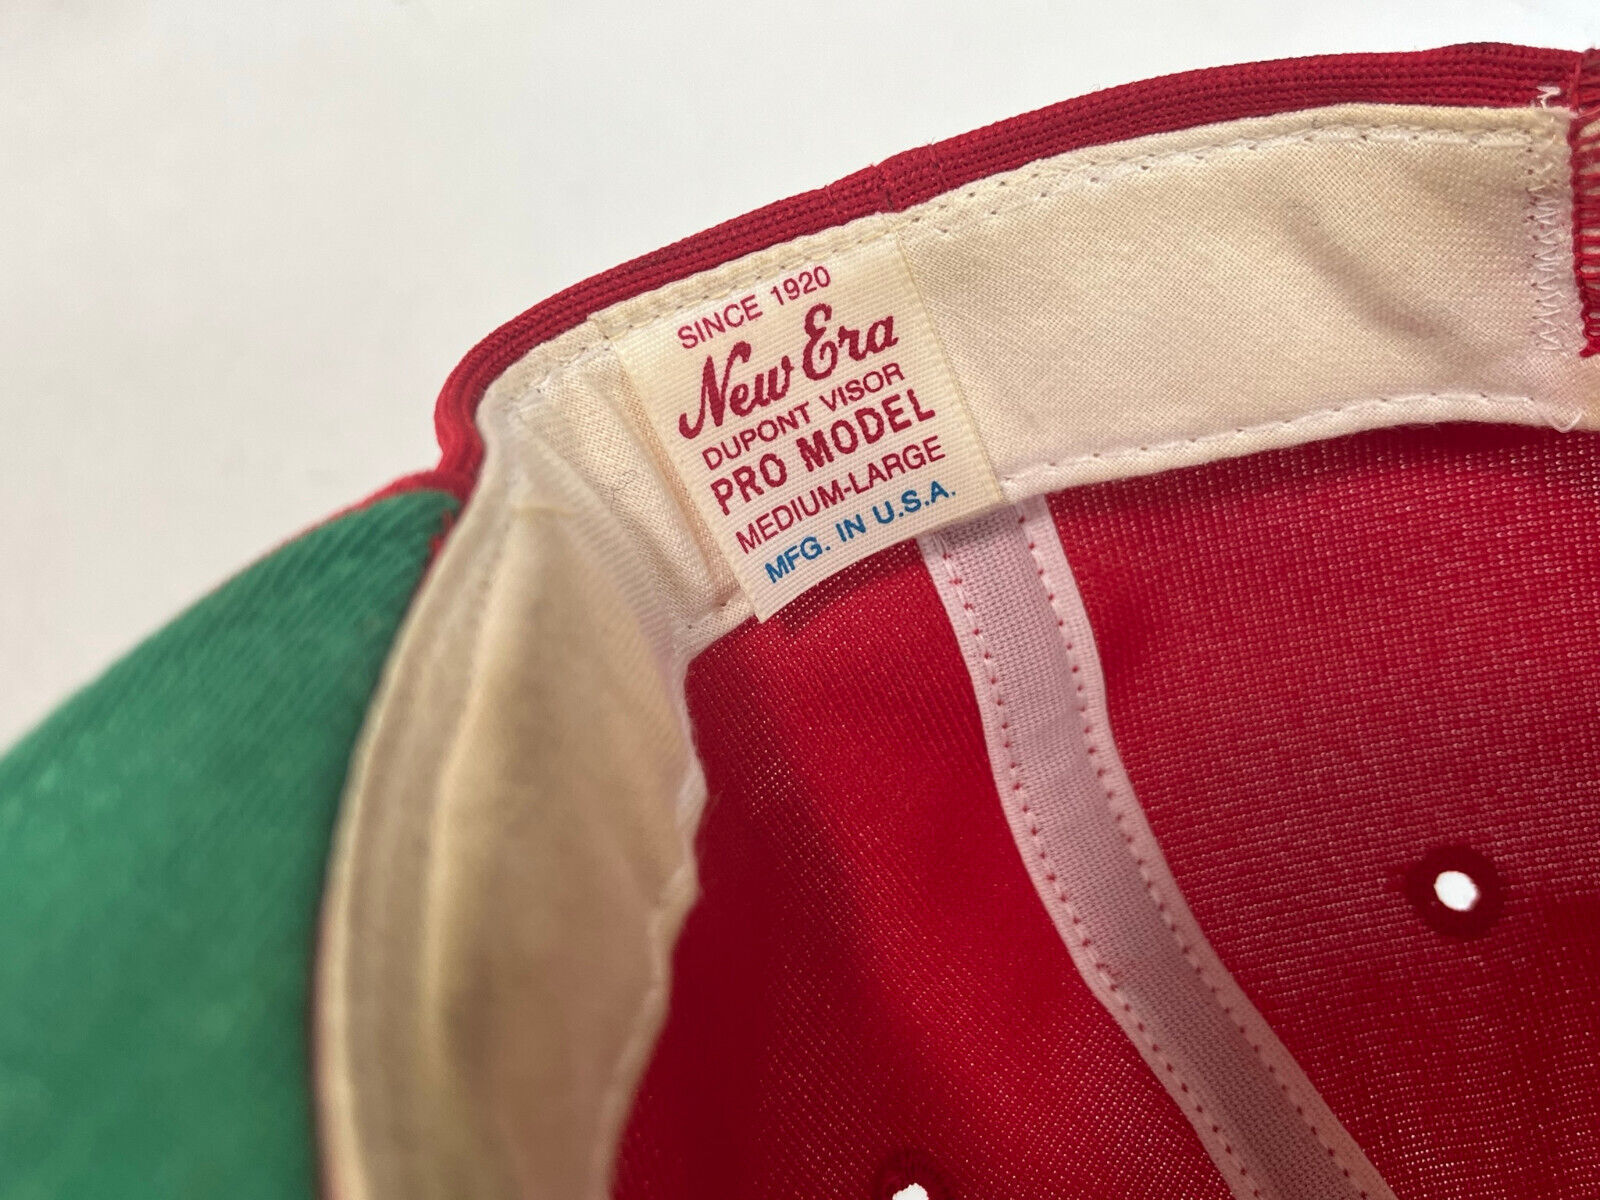 SINCE 1920
New Era
DUPONT VISOR
PRO MODEL
MEDIUM-LARGE
MFG. IN U.S.A.